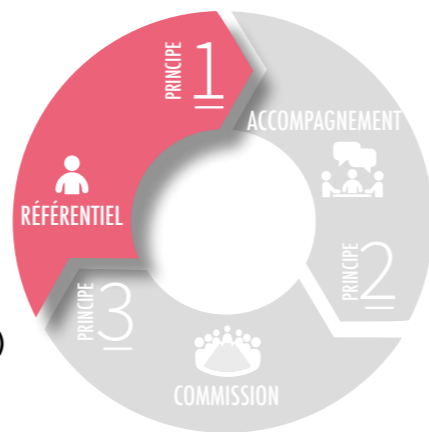 PRINCIPE 1
RÉFÉRENTIEL
ACCOMPAGNEMENT
PRINCIPE 2
PRINCIPE 3
COMMISSION
)